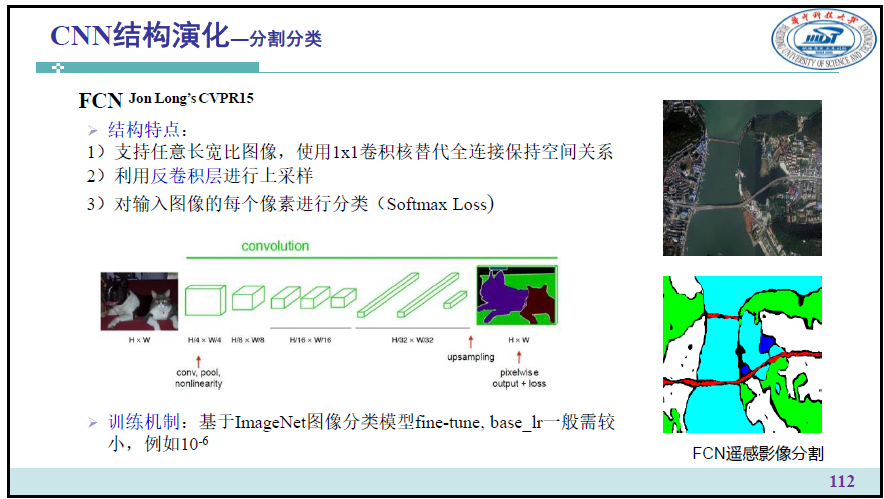 CNN结构演化—分割分类
華中科技大学
HUAZHONG UNIVERSITY OF SCIENCE AND TECHNOLOGY
HUST
FCN Jon Long’s CVPR15
结构特点：
1）支持任意长宽比图像，使用1x1卷积核替代全连接保持空间关系
2）利用反卷积层进行上采样
3）对输入图像的每个像素进行分类（Softmax Loss）
convolution
H × W
H/4 × W/4
H/8 × W/8
H/16 × W/16
H/32 × W/32
H × W
conv, pool,
nonlinearity
upsampling
pixelwise
output + loss
训练机制：基于ImageNet图像分类模型fine-tune, base_lr一般需较
小，例如10-6
FCN遥感影像分割
112